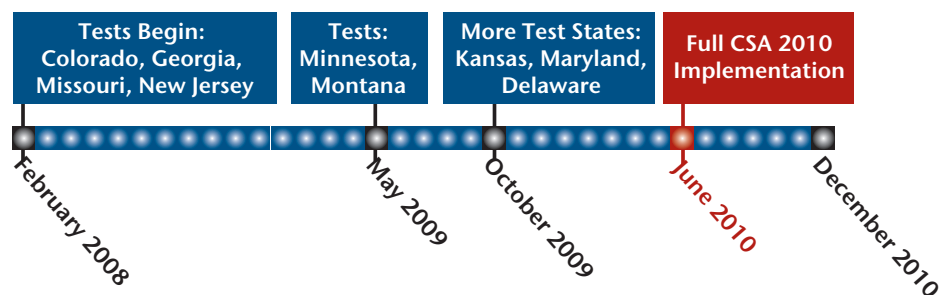 Tests Begin:
Colorado, Georgia,
Missouri, New Jersey
Tests:
Minnesota,
Montana
More Test States:
Kansas, Maryland,
Delaware
Full CSA 2010
Implementation
February 2008
May 2009
October 2009
June 2010
December 2010